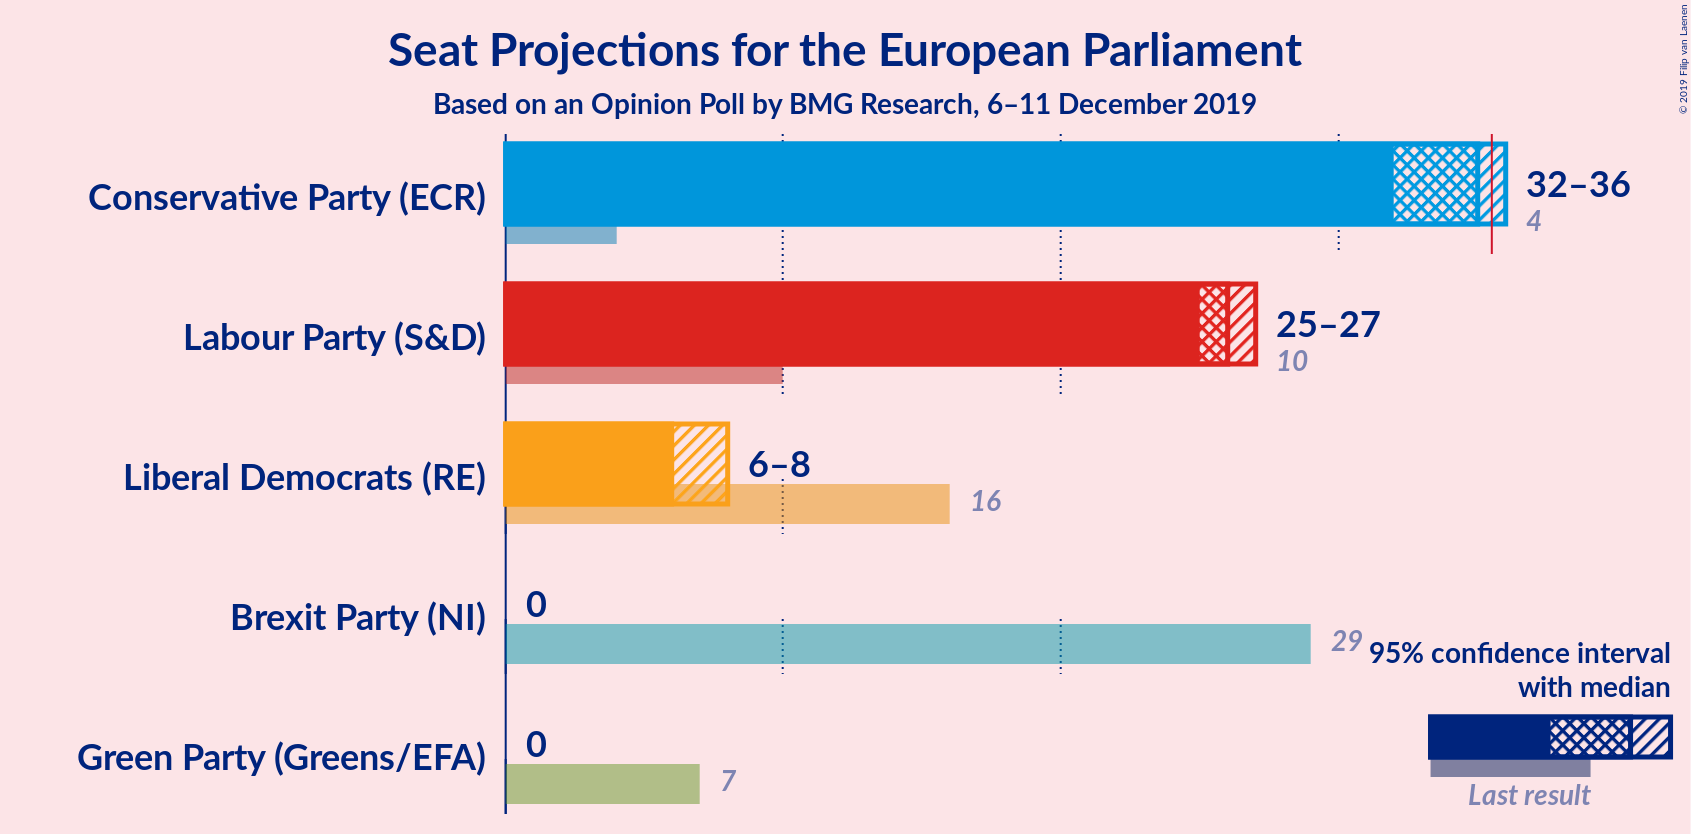 Seat Projections for the European Parliament
Based on an Opinion Poll by BMG Research, 6–11 December 2019
© 2019 Filip van Laenen
Conservative Party (ECR)
32–36
4
Labour Party (S&D)
25–27
10
Liberal Democrats (RE)
6–8
16
Brexit Party (NI)
0
29
Green Party (Greens/EFA)
0
7
95% confidence interval
with median
Last result